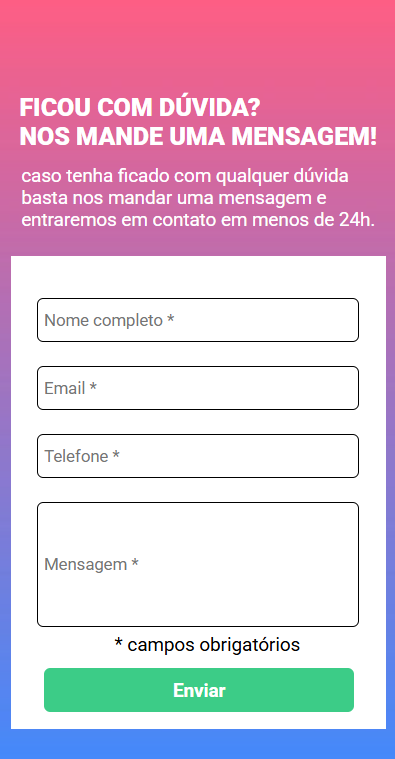 FICOU COM DÚVIDA?
NOS MANDE UMA MENSAGEM!
caso tenha ficado com qualquer dúvida
basta nos mandar uma mensagem e
entraremos em contato em menos de 24h.
Nome completo *
Email *
Telefone *
Mensagem *
* campos obrigatórios
Enviar